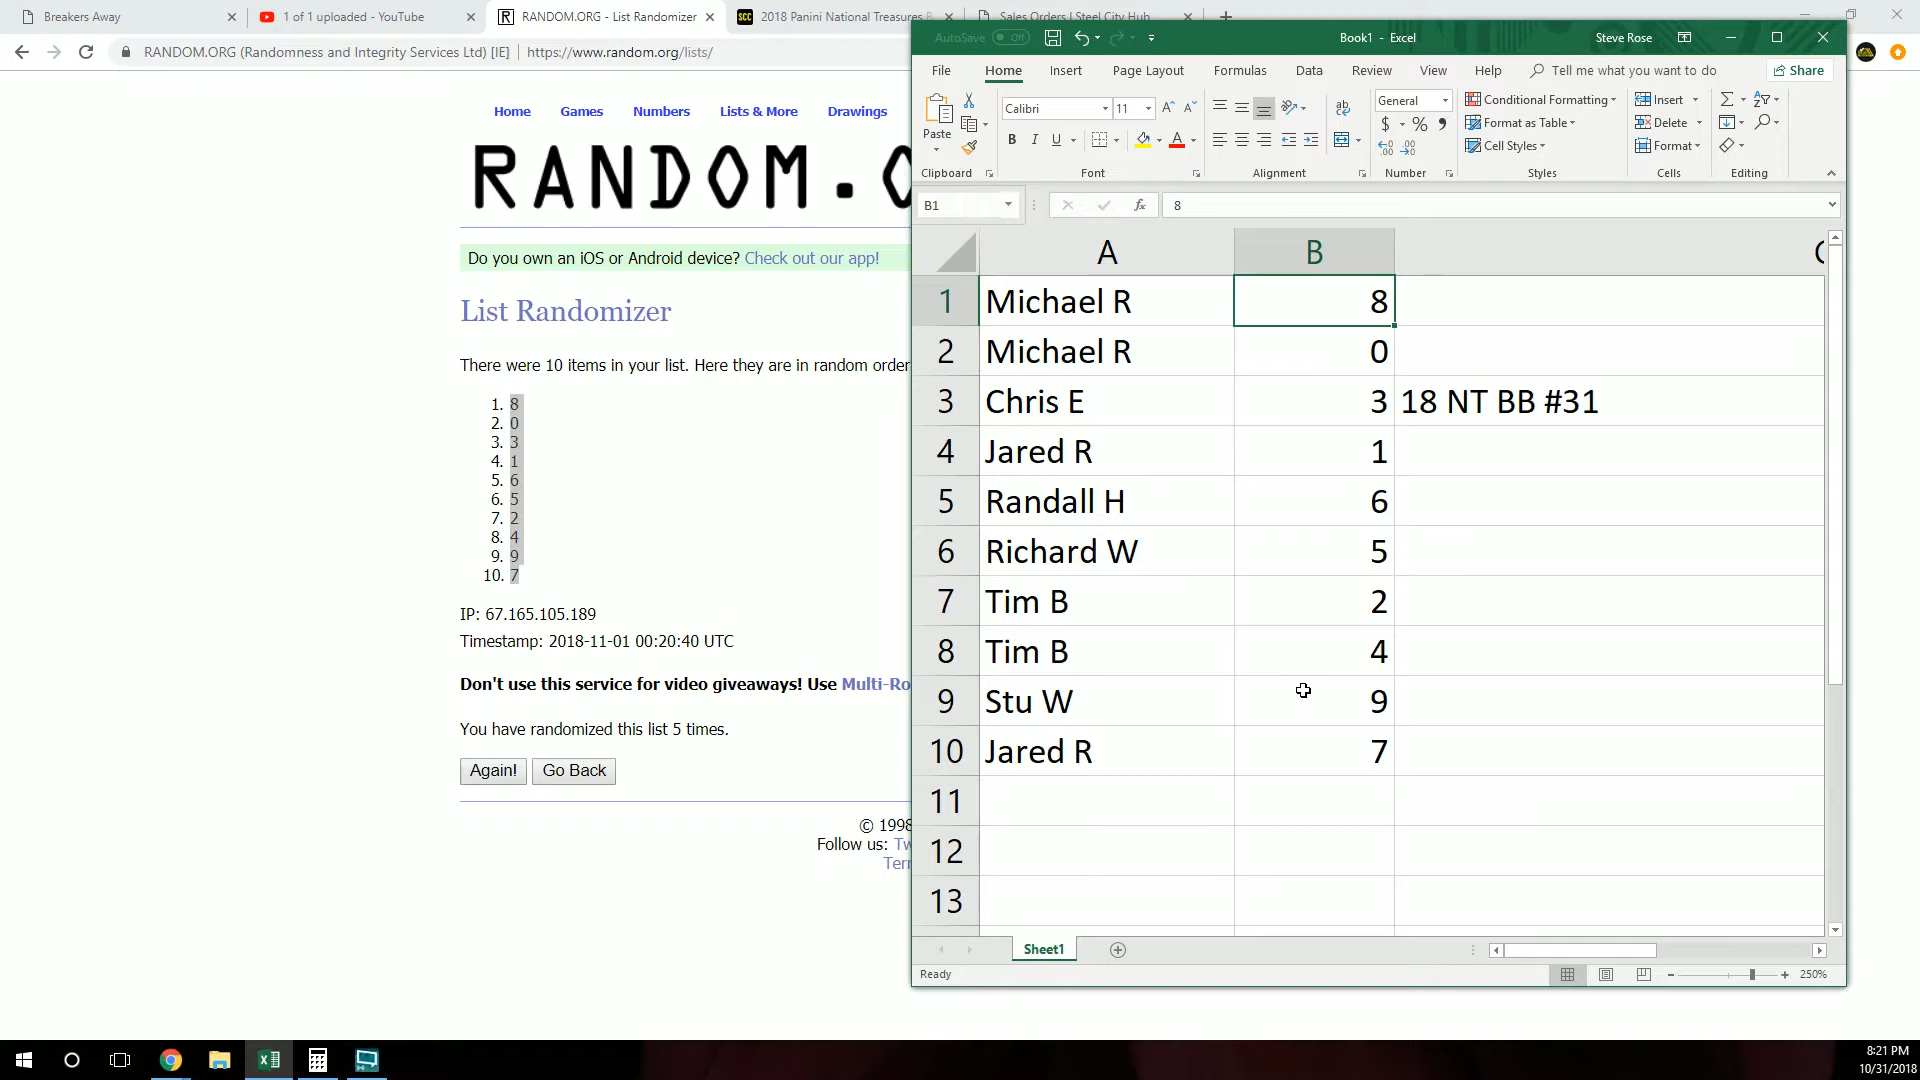 Breakers Away
1 of 1 uploaded - YouTube
RANDOM.ORG - List Randomizer
2018 Panini National Treasures B
Sales Orders | Steel City Hub
RANDOM.ORG (Randomness and Integrity Services Ltd) [IE] | https://www.random.org/lists/
Home Games Numbers Lists & More Drawings
RANDOM.O
Do you own an iOS or Android device? Check out our app!
List Randomizer
There were 10 items in your list. Here they are in random order
1. 8
2. 0
3. 3
4. 1
5. 6
6. 5
7. 2
8. 4
9. 9
10. 7
IP: 67.165.105.189
Timestamp: 2018-11-01 00:20:40 UTC
Don't use this service for video giveaways! Use Multi-Ro
You have randomized this list 5 times.
Again! Go Back
© 1998
Follow us: Tw
Terr
AutoSave Off
Book1 - Excel
Steve Rose
File Home Insert Page Layout Formulas Data Review View Help Tell me what you want to do Share
Paste
Calibri 11
B I U
General
$ % ,
Conditional Formatting
Format as Table
Cell Styles
Insert
Delete
Format
Clipboard Font Alignment Number Styles Cells Editing
B1 fx 8
A B C
1 Michael R 8
2 Michael R 0
3 Chris E 3 18 NT BB #31
4 Jared R 1
5 Randall H 6
6 Richard W 5
7 Tim B 2
8 Tim B 4
9 Stu W 9
10 Jared R 7
11
12
13
Sheet1
Ready
250%
8:21 PM
10/31/2018